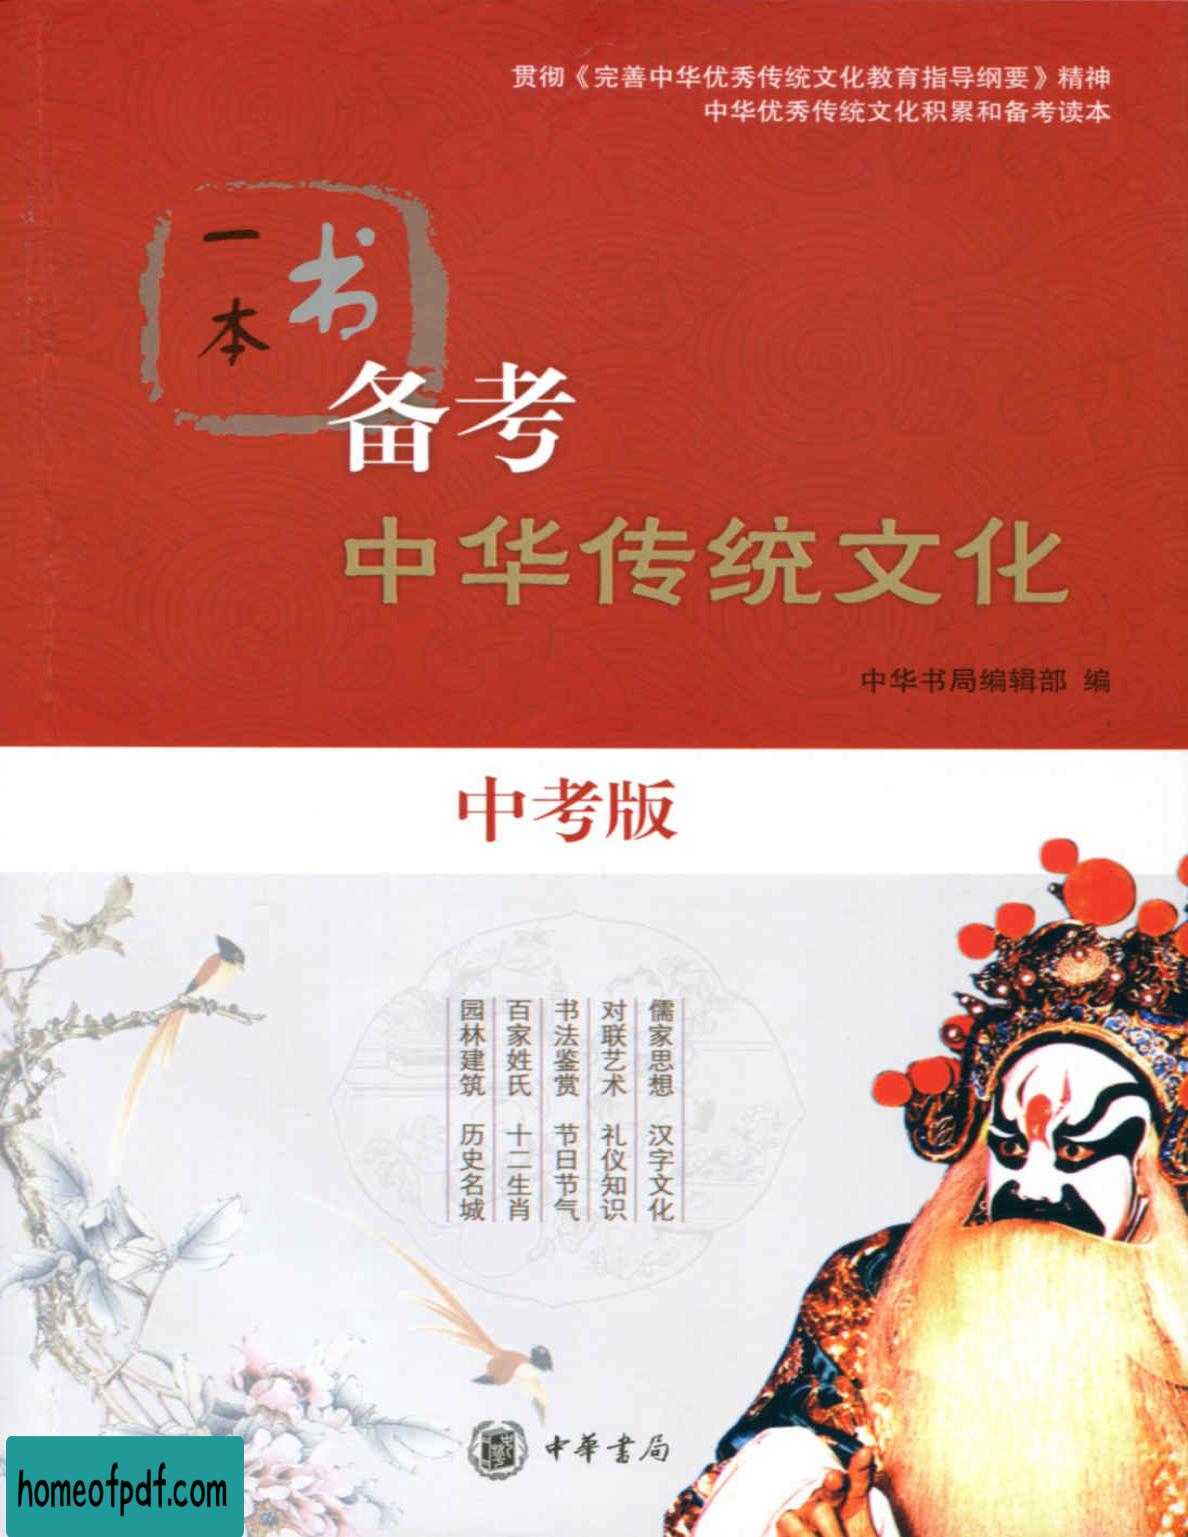 贯彻《完善中华优秀传统文化教育指导纲要》精神
中华优秀传统文化积累和备考读本
一本书
备考
中华传统文化
中华书局编辑部 编
中考版
儒家思想 汉字文化
对联艺术 礼仪知识
书法鉴赏 节日节气
百家姓氏 十二生肖
园林建筑 历史名城
中華書局
homeofpdf.com